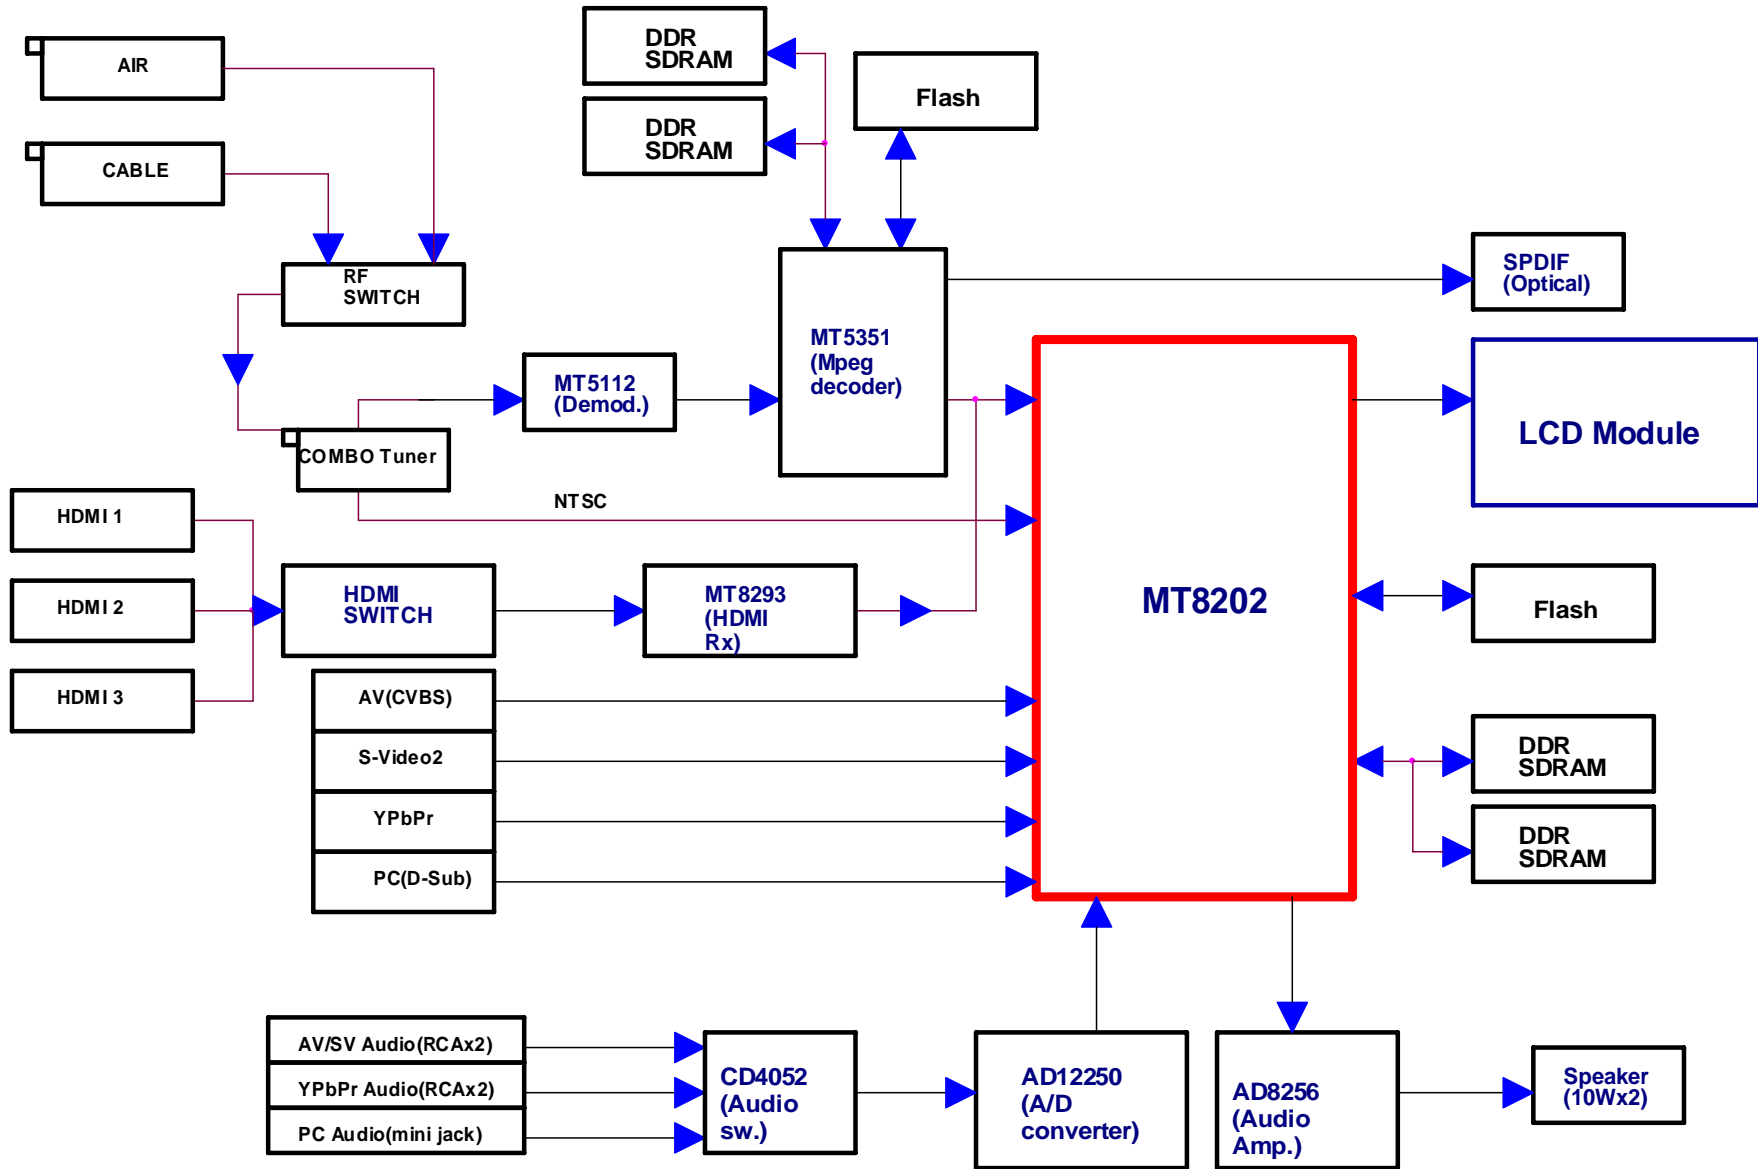 AIR
CABLE
RF
SWITCH
DDR
SDRAM
DDR
SDRAM
Flash
SPDIF
(Optical)
MT5351
(Mpeg
decoder)
MT5112
(Demod.)
COMBO Tuner
NTSC
LCD Module
HDMI 1
HDMI 2
HDMI 3
HDMI
SWITCH
MT8293
(HDMI
Rx)
MT8202
Flash
AV(CVBS)
S-Video2
YPbPr
PC(D-Sub)
DDR
SDRAM
DDR
SDRAM
AV/SV Audio(RCAx2)
YPbPr Audio(RCAx2)
PC Audio(mini jack)
CD4052
(Audio
sw.)
AD12250
(A/D
converter)
AD8256
(Audio
Amp.)
Speaker
(10Wx2)